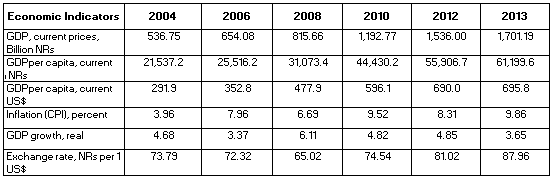 Economic Indicators 2004 2006 2008 2010 2012 2013
GDP, current prices, 536.75 654.08 815.66 1,192.77 1,536.00 1,701.19
Billion NRs
GDPper capita, current 21,537.2 25,516.2 31,073.4 44,430.2 55,906.7 61,199.6
NRs
GDPper capita, current 291.9 352.8 477.9 596.1 690.0 695.8
US$
Inflation (CPI), percent 3.96 7.96 6.69 9.52 8.31 9.86
GDP growth, real 4.68 3.37 6.11 4.82 4.85 3.65
Exchange rate, NRs per 1 73.79 72.32 65.02 74.54 81.02 87.96
US$